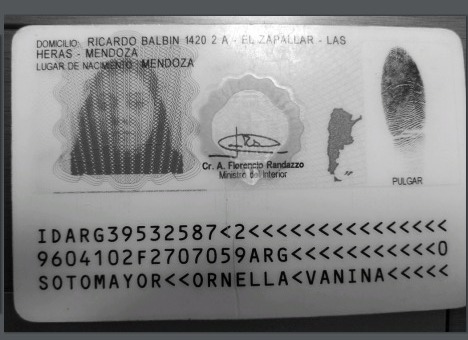 DOMICILIO: RICARDO BALBIN 1420 2 A - EL ZAPALLAR - LAS
HERAS - MENDOZA
LUGAR DE NACIMIENTO: MENDOZA
Cr. A. Florencio Randazzo
Ministro del Interior
PULGAR
IDARG39532587<2<<<<<<<<<<<<<<<
9604102F2707059ARG<<<<<<<<<<<0
SOTOMAYOR<<ORNELLA<VANINA<<<<<